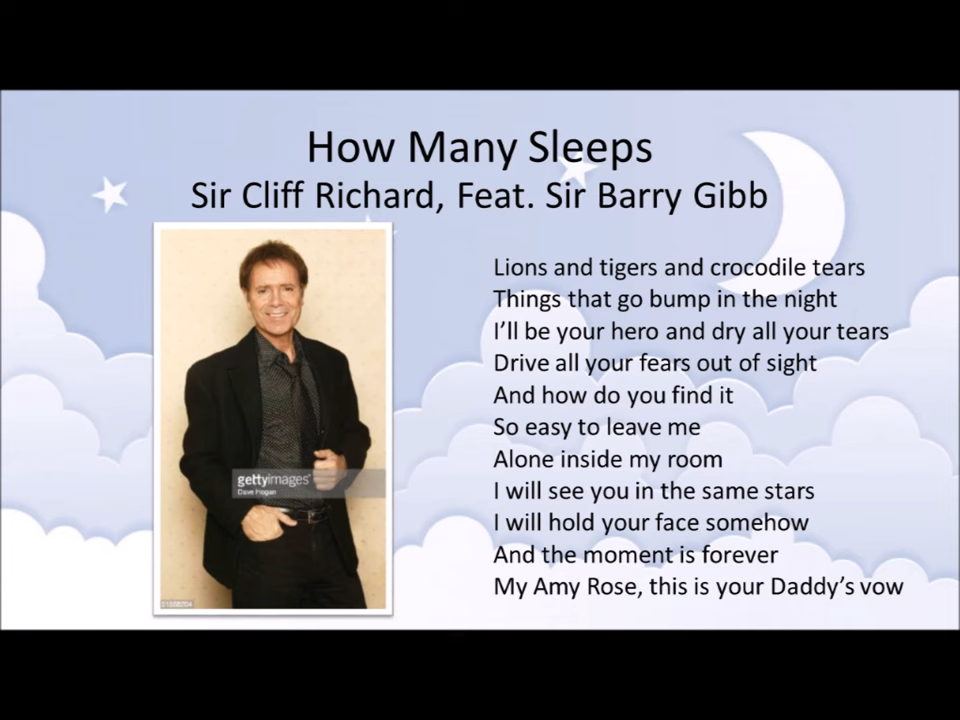 How Many Sleeps
Sir Cliff Richard, Feat. Sir Barry Gibb
Lions and tigers and crocodile tears
Things that go bump in the night
I'll be your hero and dry all your tears
Drive all your fears out of sight
And how do you find it
So easy to leave me
Alone inside my room
I will see you in the same stars
I will hold your face somehow
And the moment is forever
My Amy Rose, this is your Daddy's vow
gettyimages
Dave Hogan